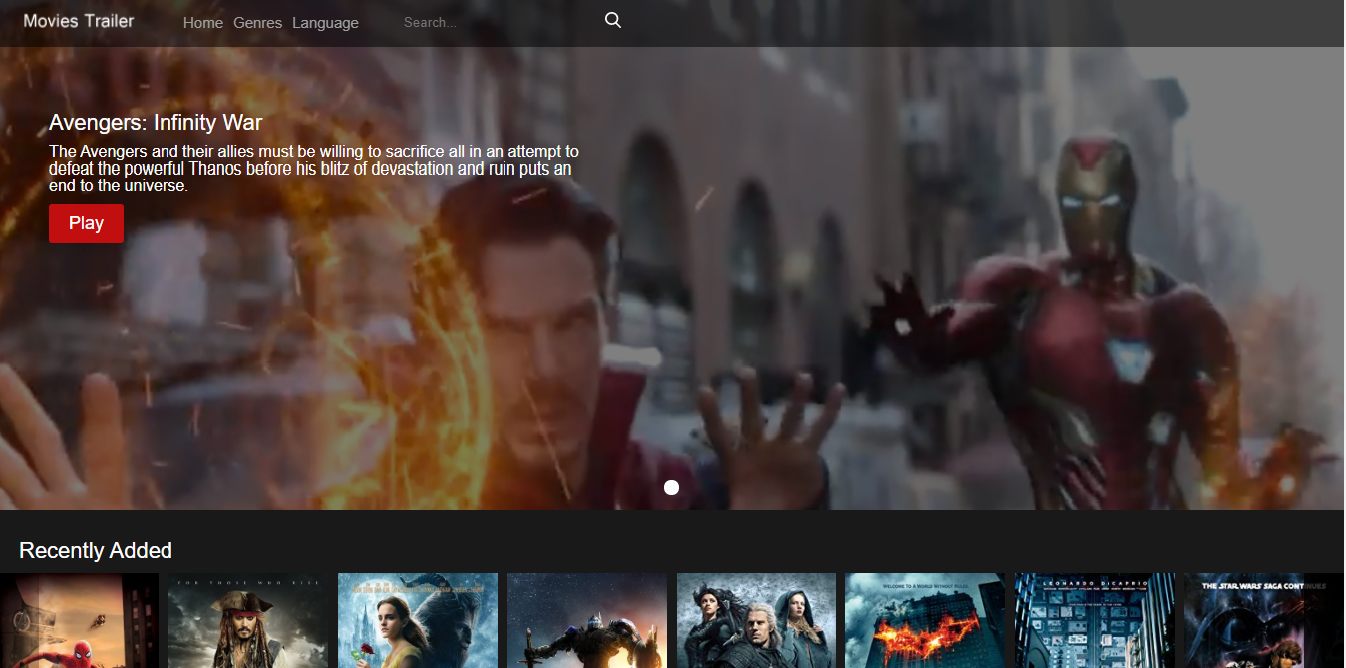 Movies Trailer
Home Genres Language
Search...
Avengers: Infinity War
The Avengers and their allies must be willing to sacrifice all in an attempt to
defeat the powerful Thanos before his blitz of devastation and ruin puts an
end to the universe.
Play
Recently Added
FOR THOSE WHO RISE
WELCOME TO A WORLD WITHOUT RULES.
LEONARDO DICAPRIO
THE STAR WARS SAGA CONTINUES